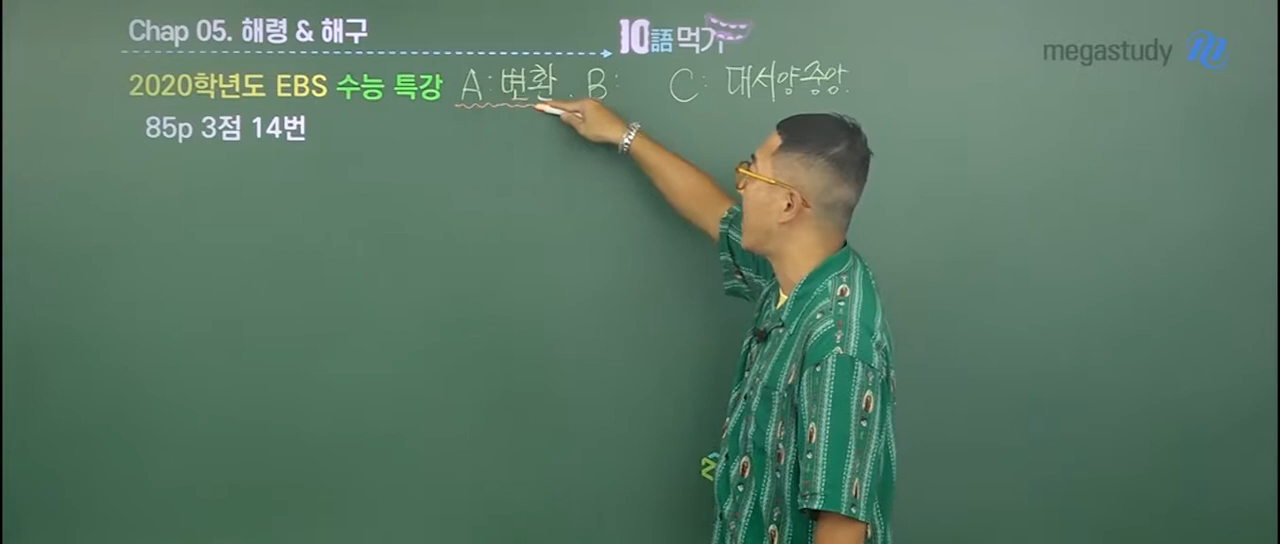 Chap 05. 해령 & 해구
10語먹기
megastudy
2020학년도 EBS 수능 특강 A: 변환. B: C: 대서양중앙.
85p 3점 14번